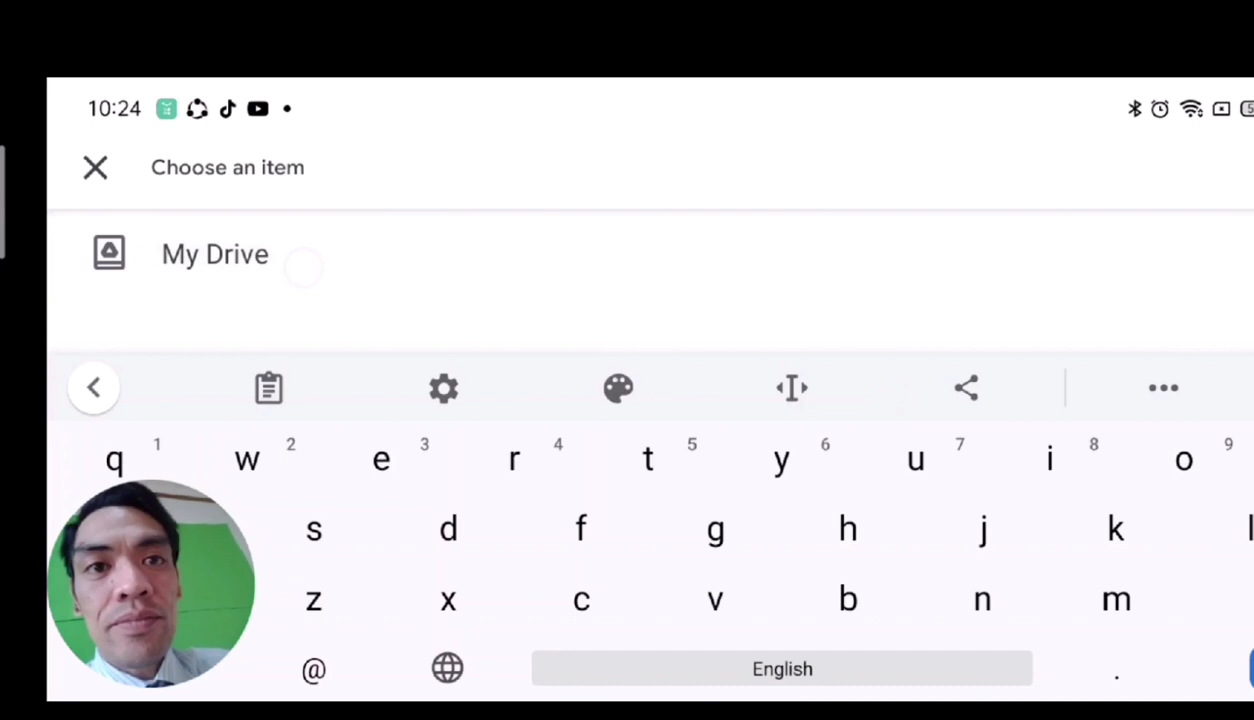 10:24
Choose an item
My Drive
q 1 w 2 e 3 r 4 t 5 y 6 u 7 i 8 o 9
s d f g h j k l
z x c v b n m
@ English .